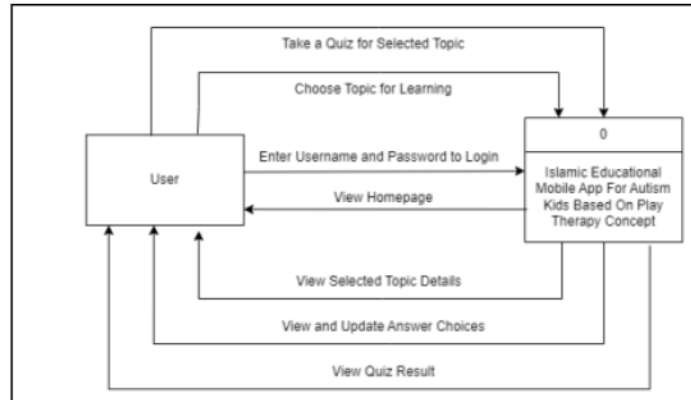 Take a Quiz for Selected Topic
Choose Topic for Learning
0
User
Enter Username and Password to Login
Islamic Educational
Mobile App For Autism
Kids Based On Play
Therapy Concept
View Homepage
View Selected Topic Details
View and Update Answer Choices
View Quiz Result